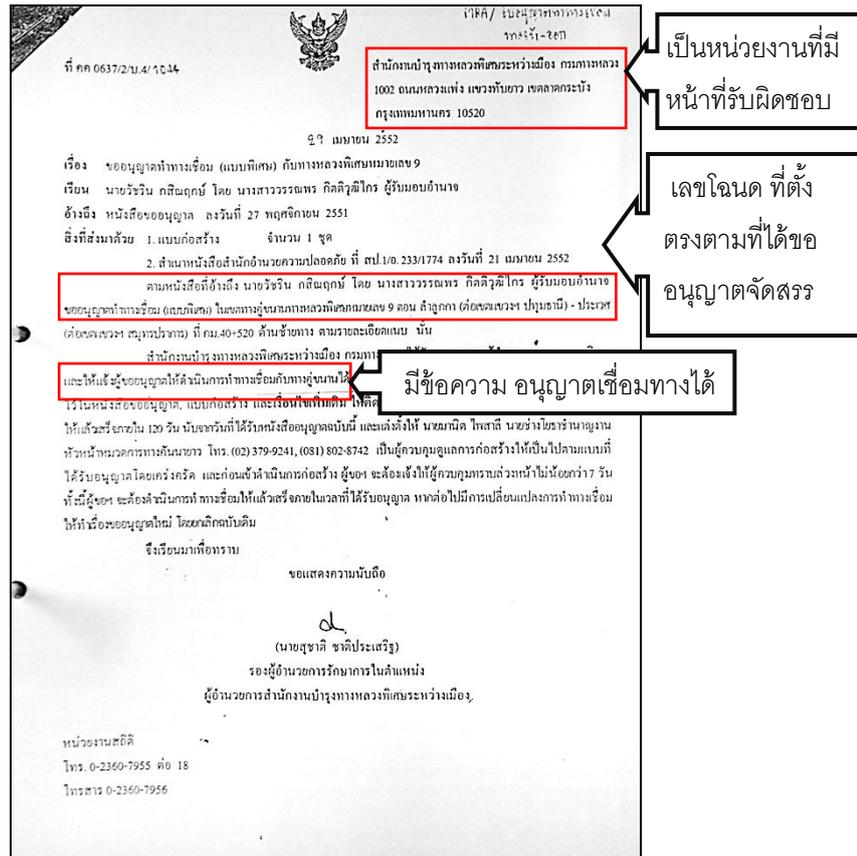 ที่ คค 0637/2/บ.4/
สำนักงานบำรุงทางหลวงพิเศษระหว่างเมือง กรมทางหลวง
1002 ถนนหลวงแพ่ง แขวงทับยาว เขตลาดกระบัง
กรุงเทพมหานคร 10520
เป็นหน่วยงานที่มี
หน้าที่รับผิดชอบ
29 เมษายน 2552
เรื่อง ขออนุญาตทำทางเชื่อม (แบบพิเศษ) กับทางหลวงพิเศษหมายเลข 9
เรียน นายวัชริน กสิณฤกษ์ โดย นางสาววรรณพร กิตติวุฒิไกร ผู้รับมอบอำนาจ
อ้างถึง หนังสือขออนุญาต ลงวันที่ 27 พฤศจิกายน 2551
สิ่งที่ส่งมาด้วย 1. แบบก่อสร้าง จำนวน 1 ชุด
2. สำเนาหนังสือสำนักอำนวยความปลอดภัย ที่ สป.1/อ. 233/1774 ลงวันที่ 21 เมษายน 2552
เลขโฉนด ที่ตั้ง
ตรงตามที่ได้ขอ
อนุญาตจัดสรร
ตามหนังสือที่อ้างถึง นายวัชริน กสิณฤกษ์ โดย นางสาววรรณพร กิตติวุฒิไกร ผู้รับมอบอำนาจ
ขออนุญาตทำทางเชื่อม (แบบพิเศษ) ในเขตทางคู่ขนานทางหลวงพิเศษหมายเลข 9 ตอน ลำลูกกา (ต่อเขตแขวงฯ ปทุมธานี) - ประเวศ
(ต่อเขตแขวงฯ สมุทรปราการ) ที่ กม.40+520 ด้านซ้ายทาง ตามรายละเอียดแนบ นั้น
สำนักงานบำรุงทางหลวงพิเศษระหว่างเมือง กรมทาง
และให้แจ้งผู้ขออนุญาตให้ดำเนินการทำทางเชื่อมกับทางคู่ขนานได้
มีข้อความ อนุญาตเชื่อมทางได้
ไว้ในหนังสือขออนุญาต, แบบก่อสร้าง และเงื่อนไขเพิ่มเติม
ให้แล้วเสร็จภายใน 120 วัน นับจากวันที่ได้รับหนังสืออนุญาตฉบับนี้ และแต่งตั้งให้ นายมานิต ไพสาลี นายช่างโยธาชำนาญงาน
หัวหน้าหมวดการทางคันนายาว โทร. (02) 379-9241, (081) 802-8742 เป็นผู้ควบคุมดูแลการก่อสร้างให้เป็นไปตามแบบที่
ได้รับอนุญาตโดยเคร่งครัด และก่อนเข้าดำเนินการก่อสร้าง ผู้ขอฯ จะต้องแจ้งให้ผู้ควบคุมทราบล่วงหน้าไม่น้อยกว่า 7 วัน
ทั้งนี้ผู้ขอฯ จะต้องดำเนินการทำทางเชื่อมให้แล้วเสร็จภายในเวลาที่ได้รับอนุญาต หากต่อไปมีการเปลี่ยนแปลงการทำทางเชื่อม
ให้ทำเรื่องขออนุญาตใหม่ โดยยกเลิกฉบับเดิม
จึงเรียนมาเพื่อทราบ
ขอแสดงความนับถือ
(นายสุชาติ ชาติประเสริฐ)
รองผู้อำนวยการรักษาการในตำแหน่ง
ผู้อำนวยการสำนักงานบำรุงทางหลวงพิเศษระหว่างเมือง
หน่วยงานสถิติ
โทร. 0-2360-7955 ต่อ 18
โทรสาร 0-2360-7956